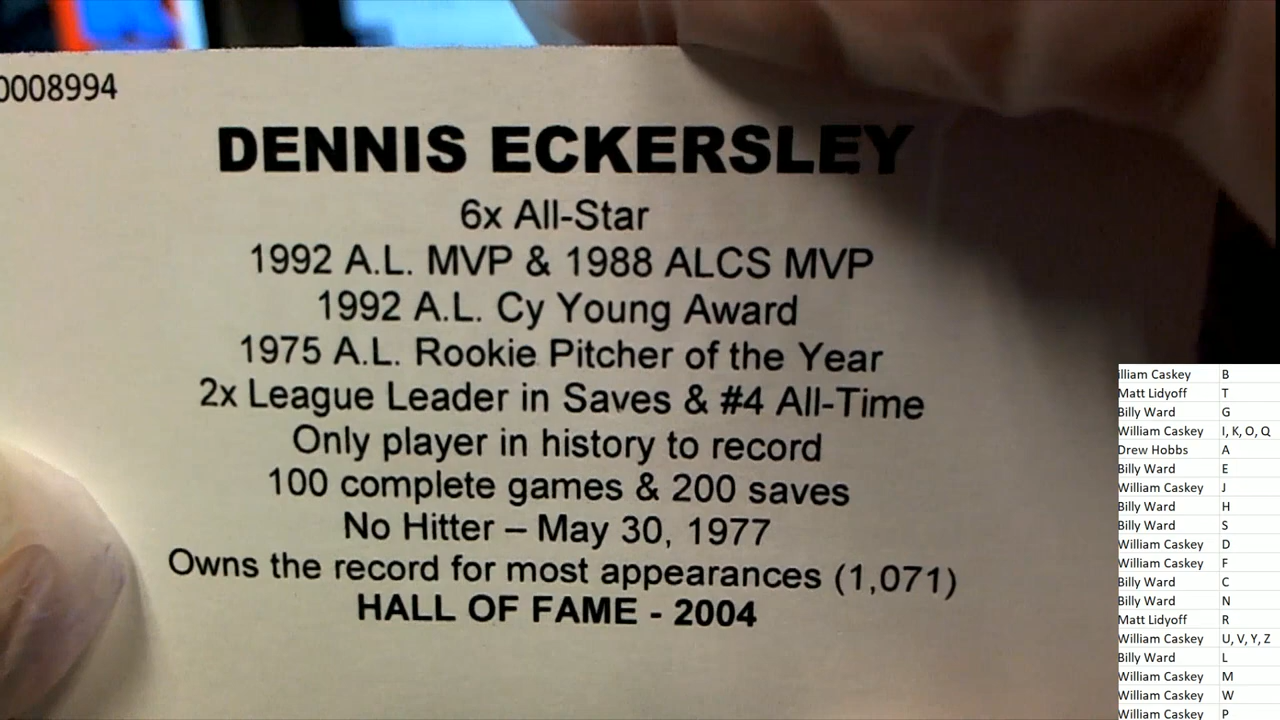 0008994
DENNIS ECKERSLEY
6x All-Star
1992 A.L. MVP & 1988 ALCS MVP
1992 A.L. Cy Young Award
1975 A.L. Rookie Pitcher of the Year
2x League Leader in Saves & #4 All-Time
Only player in history to record
100 complete games & 200 saves
No Hitter – May 30, 1977
Owns the record for most appearances (1,071)
HALL OF FAME - 2004
illiam Caskey B
Matt Lidyoff T
Billy Ward G
William Caskey I, K, O, Q
Drew Hobbs A
Billy Ward E
William Caskey J
Billy Ward H
Billy Ward S
William Caskey D
William Caskey F
Billy Ward C
Billy Ward N
Matt Lidyoff R
William Caskey U, V, Y, Z
Billy Ward L
William Caskey M
William Caskey W
William Caskey P